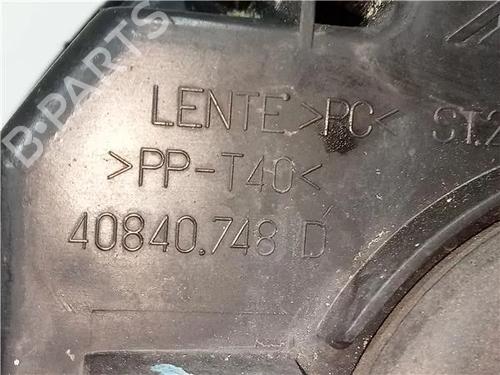 B-PARTS
LENTE >PC<
>PP-T40<
40840.748 D